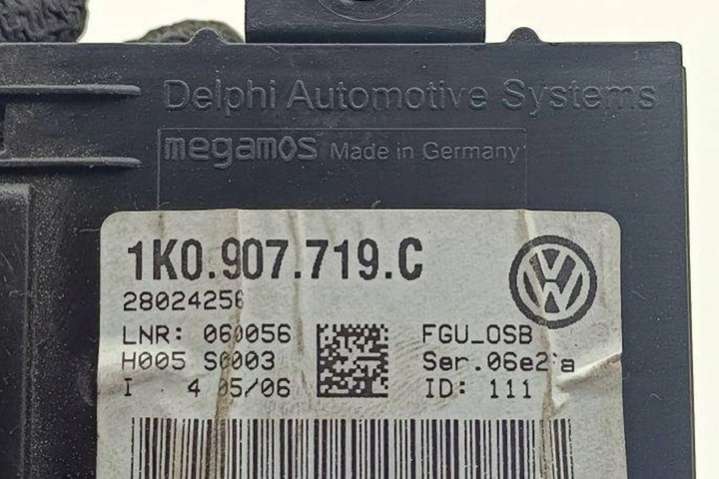 Delphi Automotive Systems
megamos Made in Germany
1K0.907.719.C
28024256
LNR: 060056 FGU_OSB
H005 S0003
I 4 05/06 ID: 111